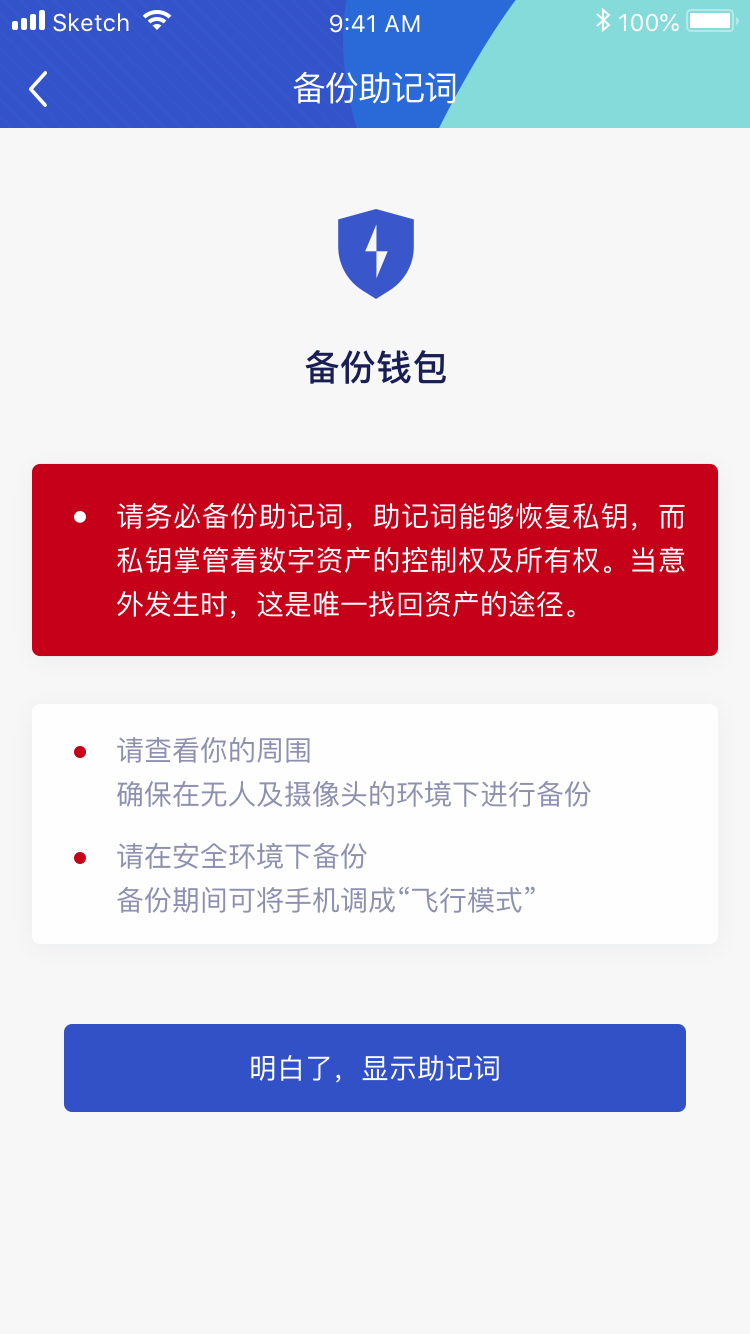 Sketch 9:41 AM 100%
备份助记词
备份钱包
请务必备份助记词，助记词能够恢复私钥，而
私钥掌管着数字资产的控制权及所有权。当意
外发生时，这是唯一找回资产的途径。
请查看你的周围
确保在无人及摄像头的环境下进行备份
请在安全环境下备份
备份期间可将手机调成“飞行模式”
明白了，显示助记词